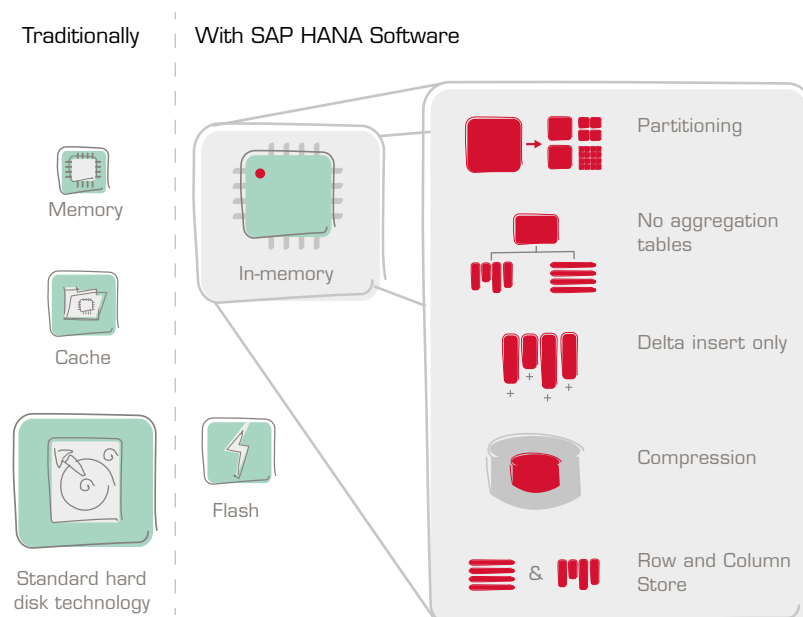 Traditionally
With SAP HANA Software
Memory
Cache
Standard hard
disk technology
In-memory
Flash
Partitioning
No aggregation
tables
Delta insert only
+ + + +
Compression
&
Row and Column
Store